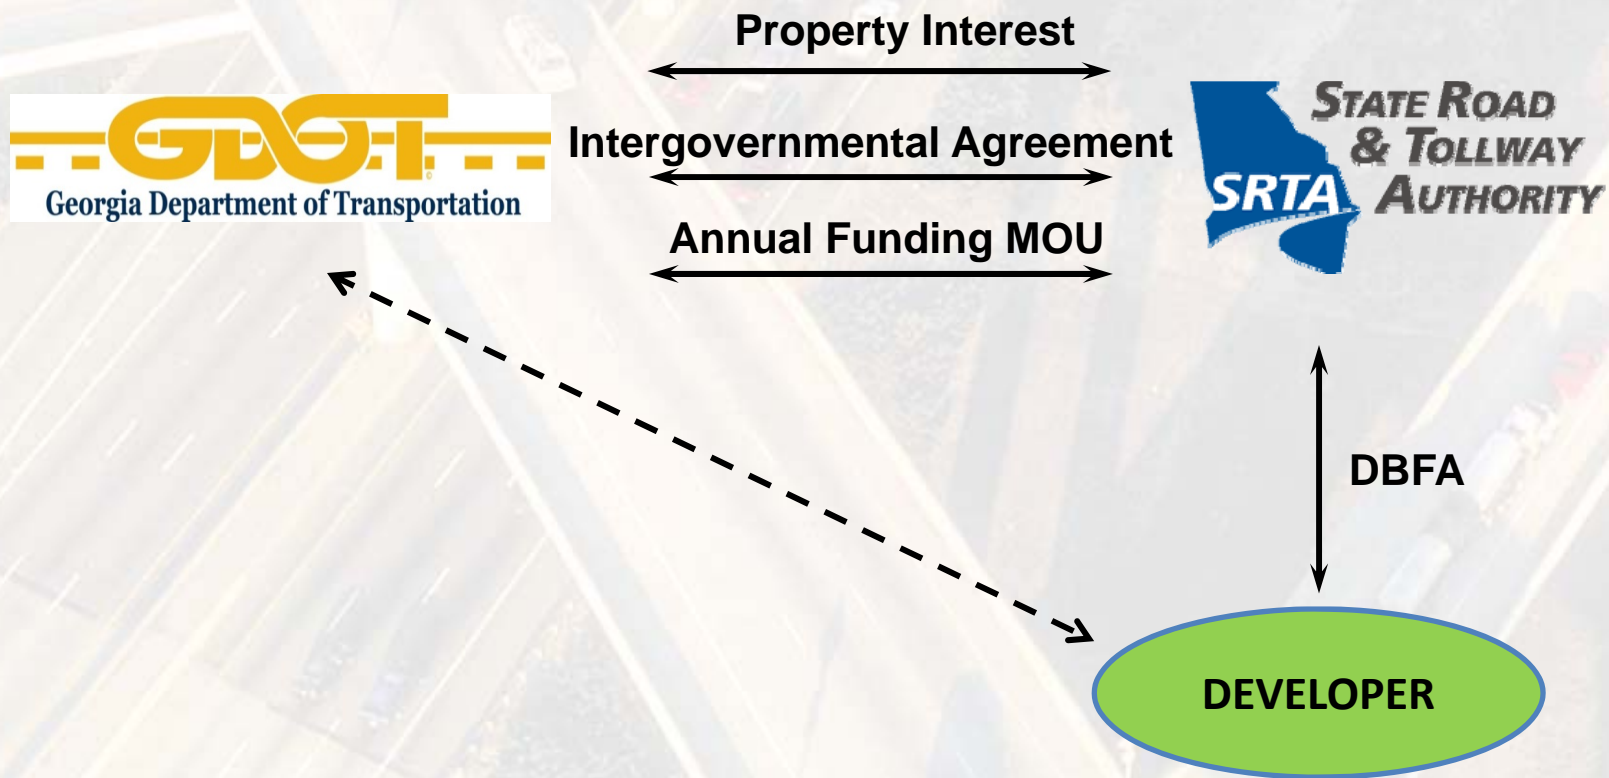 Property Interest
GDOT
Georgia Department of Transportation
Intergovernmental Agreement
Annual Funding MOU
STATE ROAD
& TOLLWAY
AUTHORITY
SRTA
DBFA
DEVELOPER